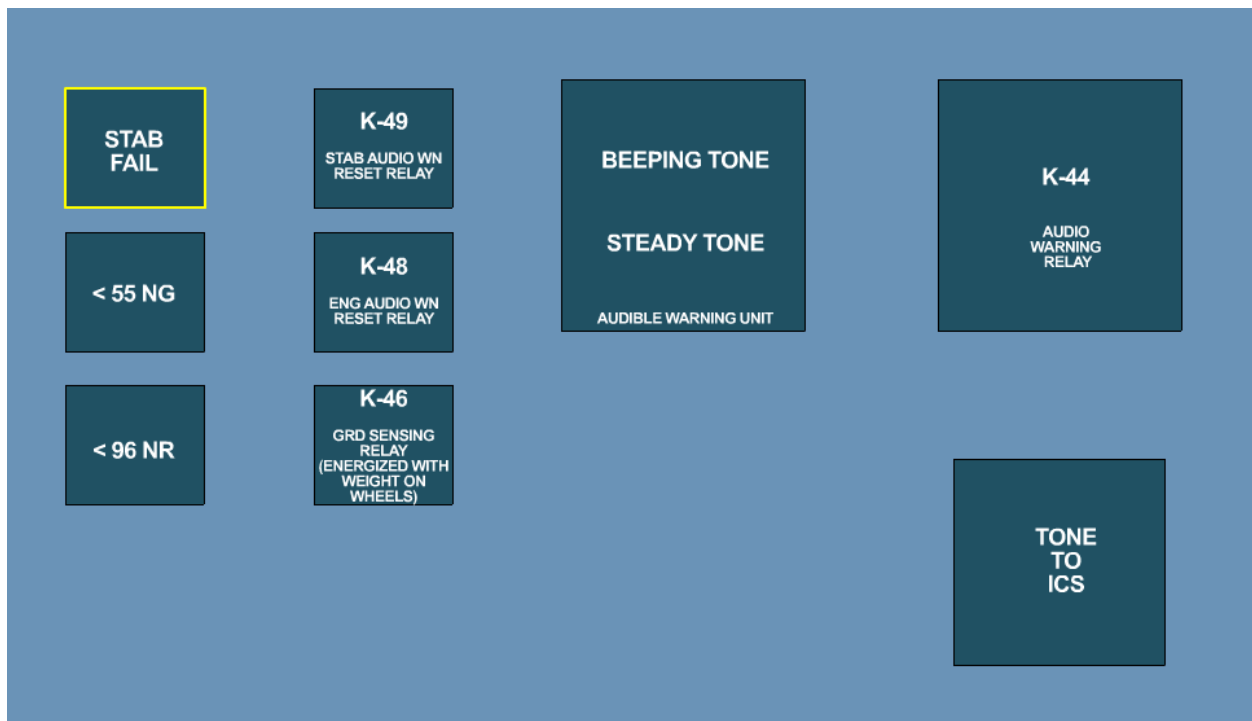 STAB
FAIL
< 55 NG
< 96 NR
K-49
STAB AUDIO WN
RESET RELAY
K-48
ENG AUDIO WN
RESET RELAY
K-46
GRD SENSING
RELAY
(ENERGIZED WITH
WEIGHT ON
WHEELS)
BEEPING TONE
STEADY TONE
AUDIBLE WARNING UNIT
K-44
AUDIO
WARNING
RELAY
TONE
TO
ICS